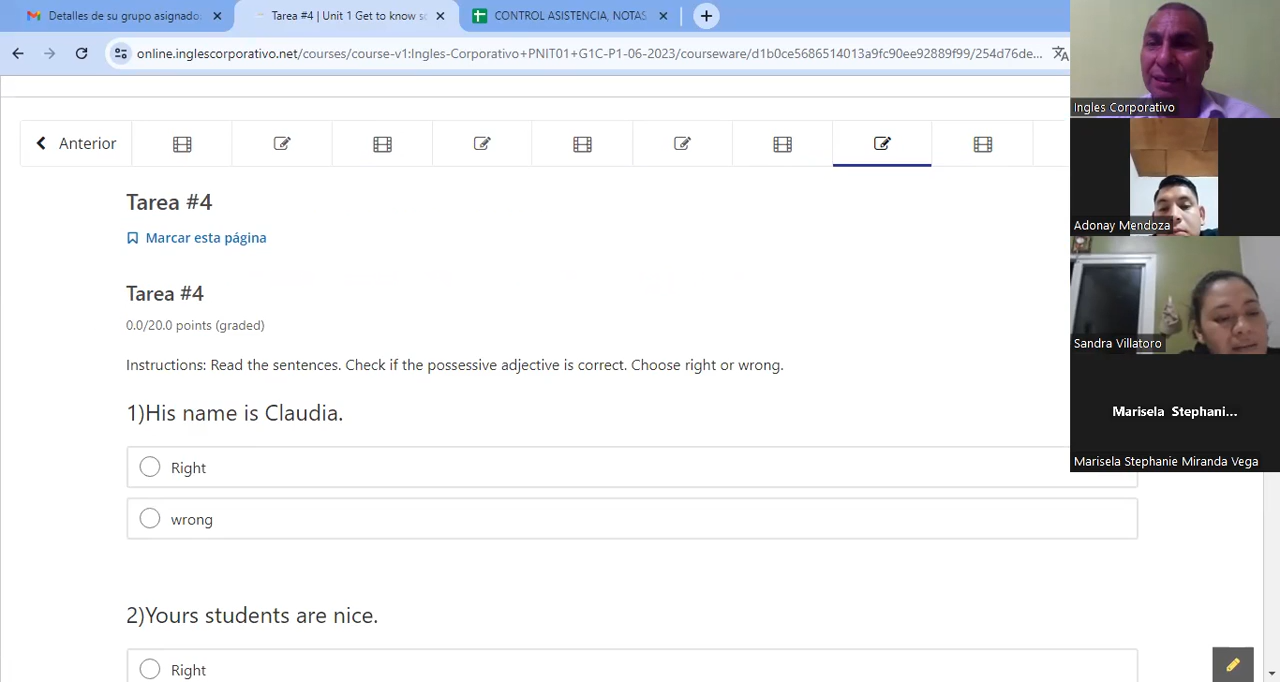 Detalles de su grupo asignado
Tarea #4 | Unit 1 Get to know so
CONTROL ASISTENCIA, NOTAS
online.inglescorporativo.net/courses/course-v1:Ingles-Corporativo+PNIT01+G1C-P1-06-2023/courseware/d1b0ce5686514013a9fc90ee92889f99/254d76de...
Anterior
Tarea #4
Marcar esta página
Tarea #4
0.0/20.0 points (graded)
Instructions: Read the sentences. Check if the possessive adjective is correct. Choose right or wrong.
1)His name is Claudia.
Right
wrong
2)Yours students are nice.
Right
Ingles Corporativo
Adonay Mendoza
Sandra Villatoro
Marisela Stephani...
Marisela Stephanie Miranda Vega